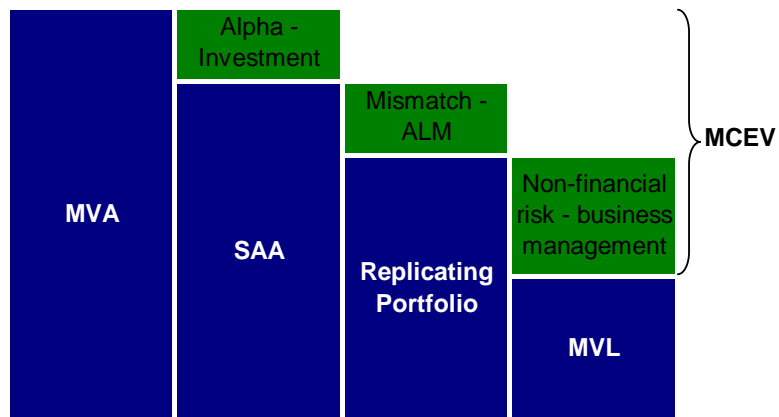 MVA
Alpha -
Investment
SAA
Mismatch -
ALM
Replicating
Portfolio
Non-financial
risk - business
management
MVL
MCEV